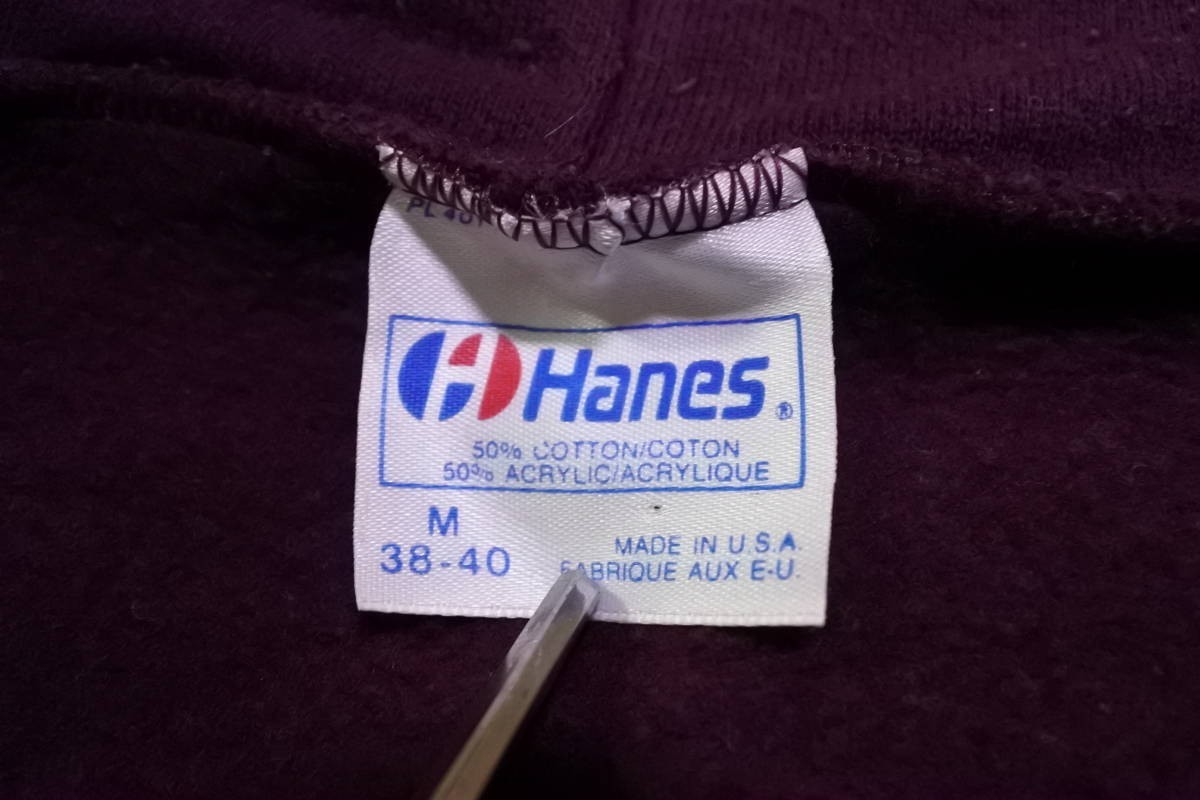 Hanes ®
50% COTTON/COTON
50% ACRYLIC/ACRYLIQUE
M
38-40
MADE IN U.S.A.
FABRIQUE AUX E-U.